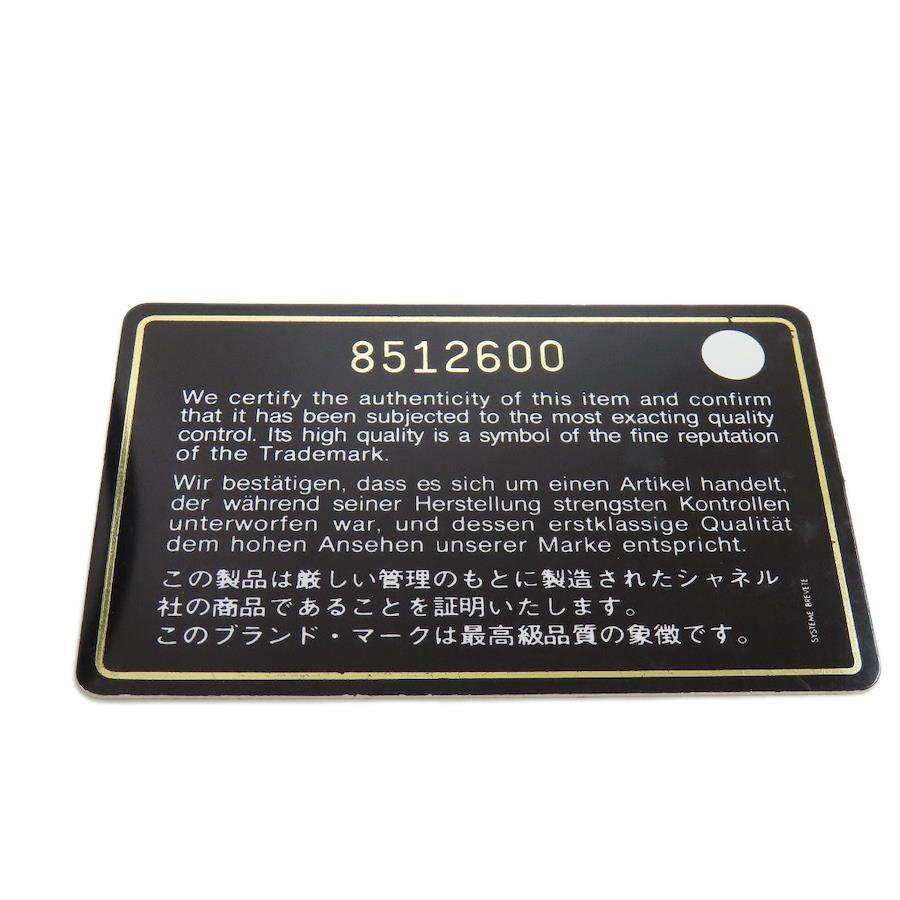 8512600
We certify the authenticity of this item and confirm
that it has been subjected to the most exacting quality
control. Its high quality is a symbol of the fine reputation
of the Trademark.
Wir bestätigen, dass es sich um einen Artikel handelt,
der während seiner Herstellung strengsten Kontrollen
unterworfen war, und dessen erstklassige Qualität
dem hohen Ansehen unserer Marke entspricht.
この製品は厳しい管理のもとに製造されたシャネル
社の商品であることを証明いたします。
このブランド・マークは最高級品質の象徴です。
SYSTEME BREVETE